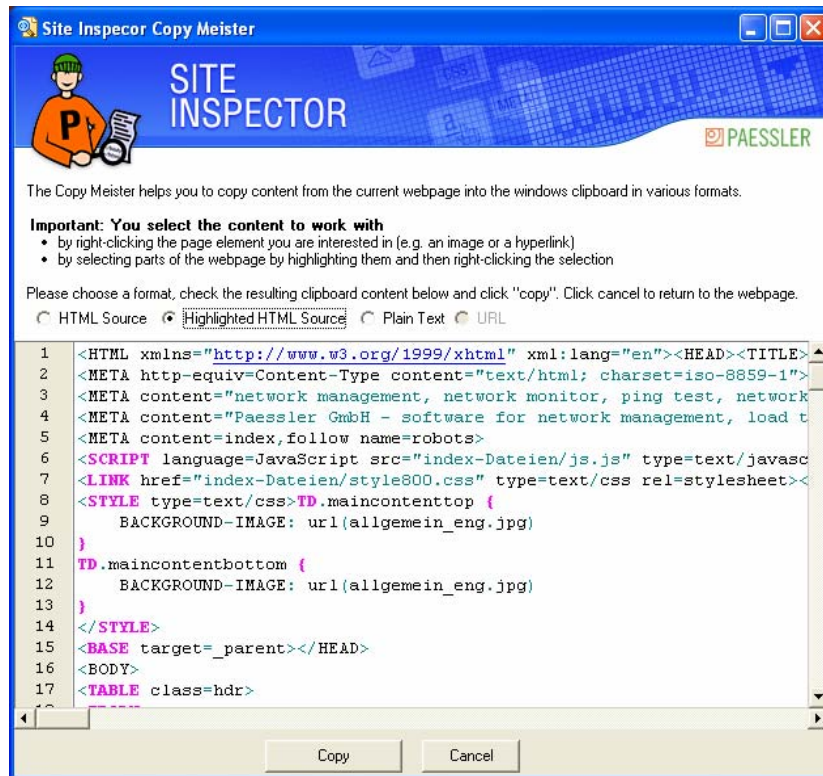 Site Inspecor Copy Meister
SITE
INSPECTOR
PAESSLER
The Copy Meister helps you to copy content from the current webpage into the windows clipboard in various formats.
Important: You select the content to work with
• by right-clicking the page element you are interested in (e.g. an image or a hyperlink)
• by selecting parts of the webpage by highlighting them and then right-clicking the selection
Please choose a format, check the resulting clipboard content below and click "copy". Click cancel to return to the webpage.
HTML Source Highlighted HTML Source Plain Text URL
1 <HTML xmlns="http://www.w3.org/1999/xhtml" xml:lang="en"><HEAD><TITLE>
2 <META http-equiv=Content-Type content="text/html; charset=iso-8859-1">
3 <META content="network management, network monitor, ping test, network
4 <META content="Paessler GmbH - software for network management, load t
5 <META content=index,follow name=robots>
6 <SCRIPT language=JavaScript src="index-Dateien/js.js" type=text/javasc
7 <LINK href="index-Dateien/style800.css" type=text/css rel=stylesheet><
8 <STYLE type=text/css>TD.maincontenttop {
9 BACKGROUND-IMAGE: url(allgemein_eng.jpg)
10 }
11 TD.maincontentbottom {
12 BACKGROUND-IMAGE: url(allgemein_eng.jpg)
13 }
14 </STYLE>
15 <BASE target=_parent></HEAD>
16 <BODY>
17 <TABLE class=hdr>
Copy Cancel